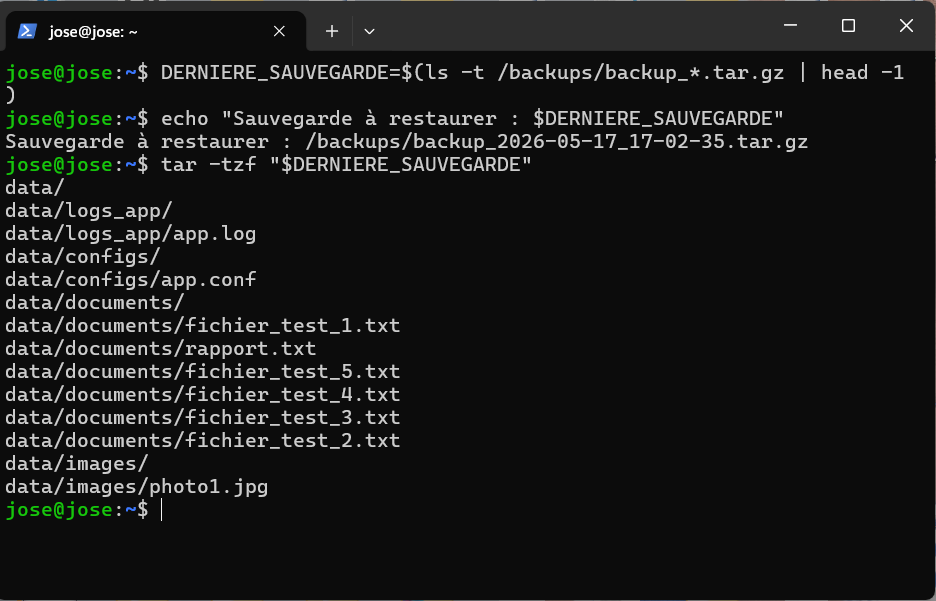 jose@jose: ~
jose@jose:~$ DERNIERE_SAUVEGARDE=$(ls -t /backups/backup_*.tar.gz | head -1
)
jose@jose:~$ echo "Sauvegarde à restaurer : $DERNIERE_SAUVEGARDE"
Sauvegarde à restaurer : /backups/backup_2026-05-17_17-02-35.tar.gz
jose@jose:~$ tar -tzf "$DERNIERE_SAUVEGARDE"
data/
data/logs_app/
data/logs_app/app.log
data/configs/
data/configs/app.conf
data/documents/
data/documents/fichier_test_1.txt
data/documents/rapport.txt
data/documents/fichier_test_5.txt
data/documents/fichier_test_4.txt
data/documents/fichier_test_3.txt
data/documents/fichier_test_2.txt
data/images/
data/images/photo1.jpg
jose@jose:~$